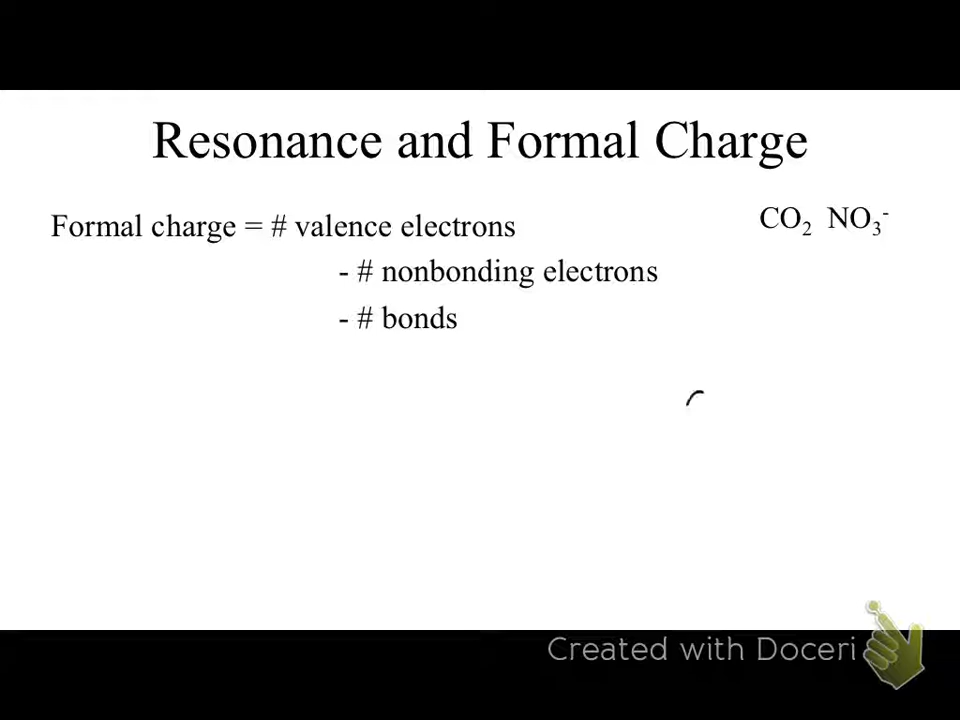 Resonance and Formal Charge
Formal charge = # valence electrons
- # nonbonding electrons
- # bonds
CO₂ NO₃⁻
Created with Doceri